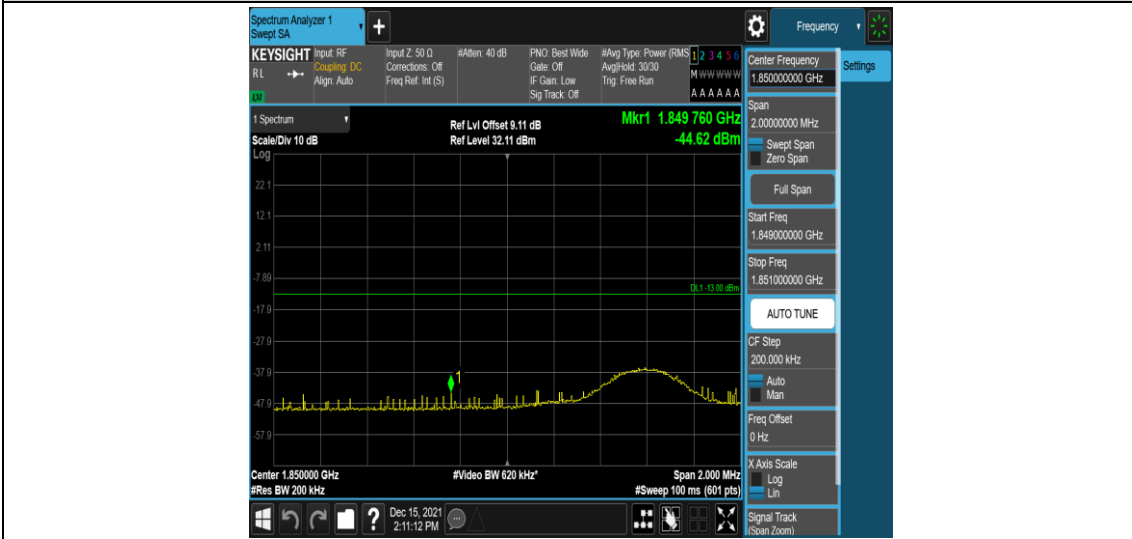 Spectrum Analyzer 1
Swept SA
+
Frequency
KEYSIGHT
RL
Input: RF
Coupling: DC
Align: Auto
Input Z: 50 Ω
Corrections: Off
Freq Ref: Int (S)
#Atten: 40 dB
PNO: Best Wide
Gate: Off
IF Gain: Low
Sig Track: Off
#Avg Type: Power (RMS
Avg|Hold: 30/30
Trig: Free Run
1 2 3 4 5 6
M W W W W W
A A A A A A
1 Spectrum
Scale/Div 10 dB
Log
Ref Lvl Offset 9.11 dB
Ref Level 32.11 dBm
Mkr1 1.849 760 GHz
-44.62 dBm
22.1
12.1
2.11
-7.89
-17.9
-27.9
-37.9
-47.9
-57.9
DL1 -13.00 dBm
1
Center 1.850000 GHz
#Res BW 200 kHz
#Video BW 620 kHz*
Span 2.000 MHz
#Sweep 100 ms (601 pts)
?
Dec 15, 2021
2:11:12 PM
Center Frequency
1.850000000 GHz
Settings
Span
2.00000000 MHz
Swept Span
Zero Span
Full Span
Start Freq
1.849000000 GHz
Stop Freq
1.851000000 GHz
AUTO TUNE
CF Step
200.000 kHz
Auto
Man
Freq Offset
0 Hz
X Axis Scale
Log
Lin
Signal Track
(Span Zoom)